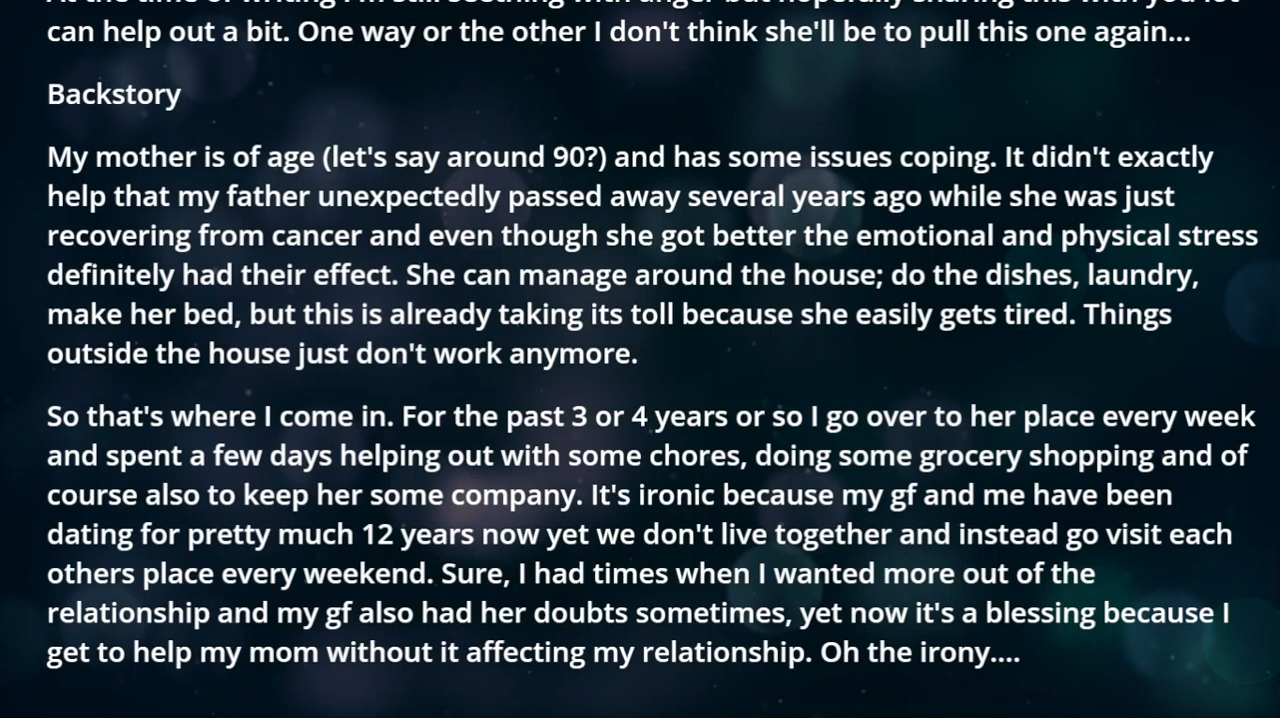 can help out a bit. One way or the other I don't think she'll be to pull this one again...
Backstory
My mother is of age (let's say around 90?) and has some issues coping. It didn't exactly
help that my father unexpectedly passed away several years ago while she was just
recovering from cancer and even though she got better the emotional and physical stress
definitely had their effect. She can manage around the house; do the dishes, laundry,
make her bed, but this is already taking its toll because she easily gets tired. Things
outside the house just don't work anymore.
So that's where I come in. For the past 3 or 4 years or so I go over to her place every week
and spent a few days helping out with some chores, doing some grocery shopping and of
course also to keep her some company. It's ironic because my gf and me have been
dating for pretty much 12 years now yet we don't live together and instead go visit each
others place every weekend. Sure, I had times when I wanted more out of the
relationship and my gf also had her doubts sometimes, yet now it's a blessing because I
get to help my mom without it affecting my relationship. Oh the irony....